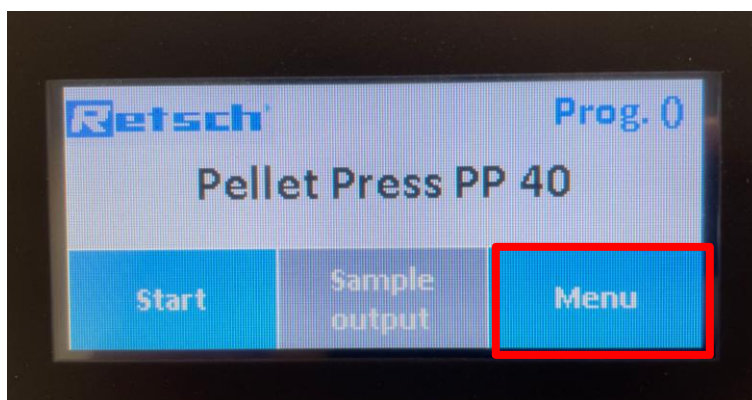 Retsch Prog. 0
Pellet Press PP 40
Start
Sample
output
Menu